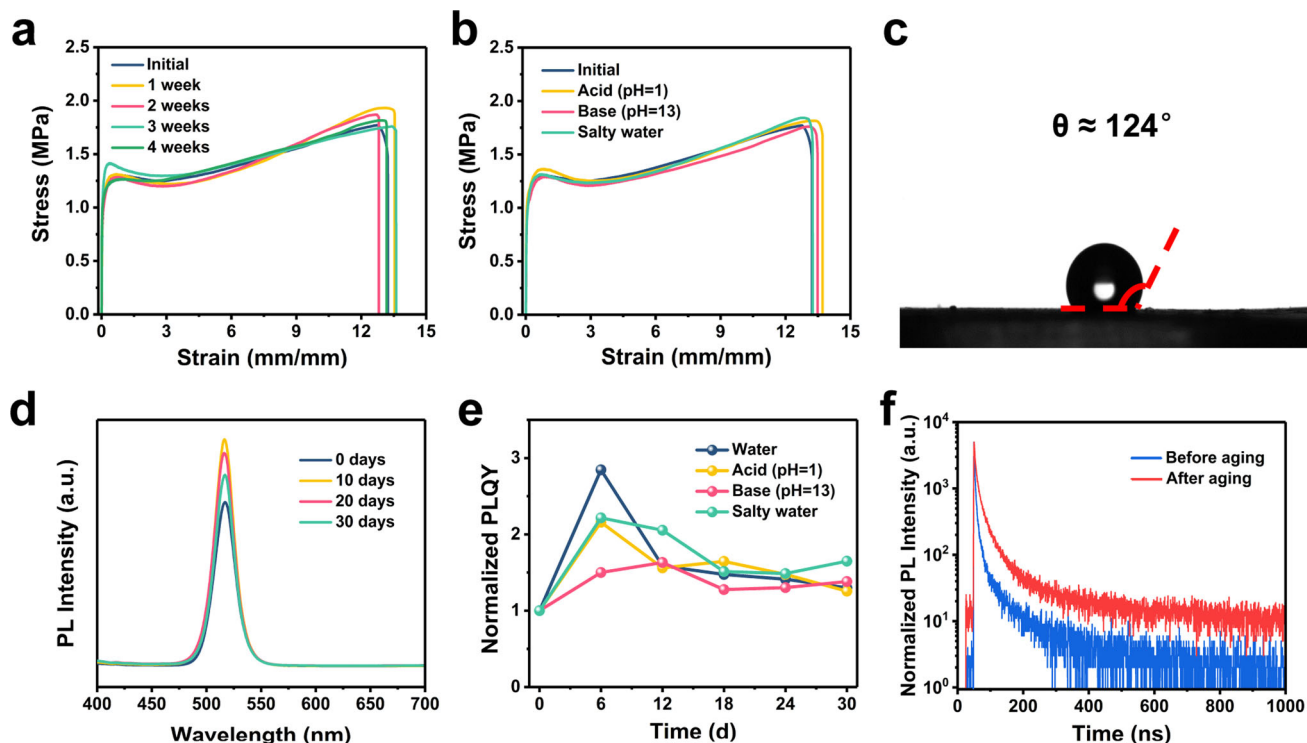 a
2.5
2.0
1.5
1.0
0.5
0.0
Stress (MPa)
Initial
1 week
2 weeks
3 weeks
4 weeks
0
3
6
9
12
15
Strain (mm/mm)
b
2.5
2.0
1.5
1.0
0.5
0.0
Stress (MPa)
Initial
Acid (pH=1)
Base (pH=13)
Salty water
0
3
6
9
12
15
Strain (mm/mm)
c
θ ≈ 124°
d
PL Intensity (a.u.)
0 days
10 days
20 days
30 days
400
450
500
550
600
650
700
Wavelength (nm)
e
3
2
1
0
Normalized PLQY
Water
Acid (pH=1)
Base (pH=13)
Salty water
0
6
12
18
24
30
Time (d)
f
10⁴
10³
10²
10¹
10⁰
Normalized PL Intensity (a.u.)
Before aging
After aging
0
200
400
600
800
1000
Time (ns)